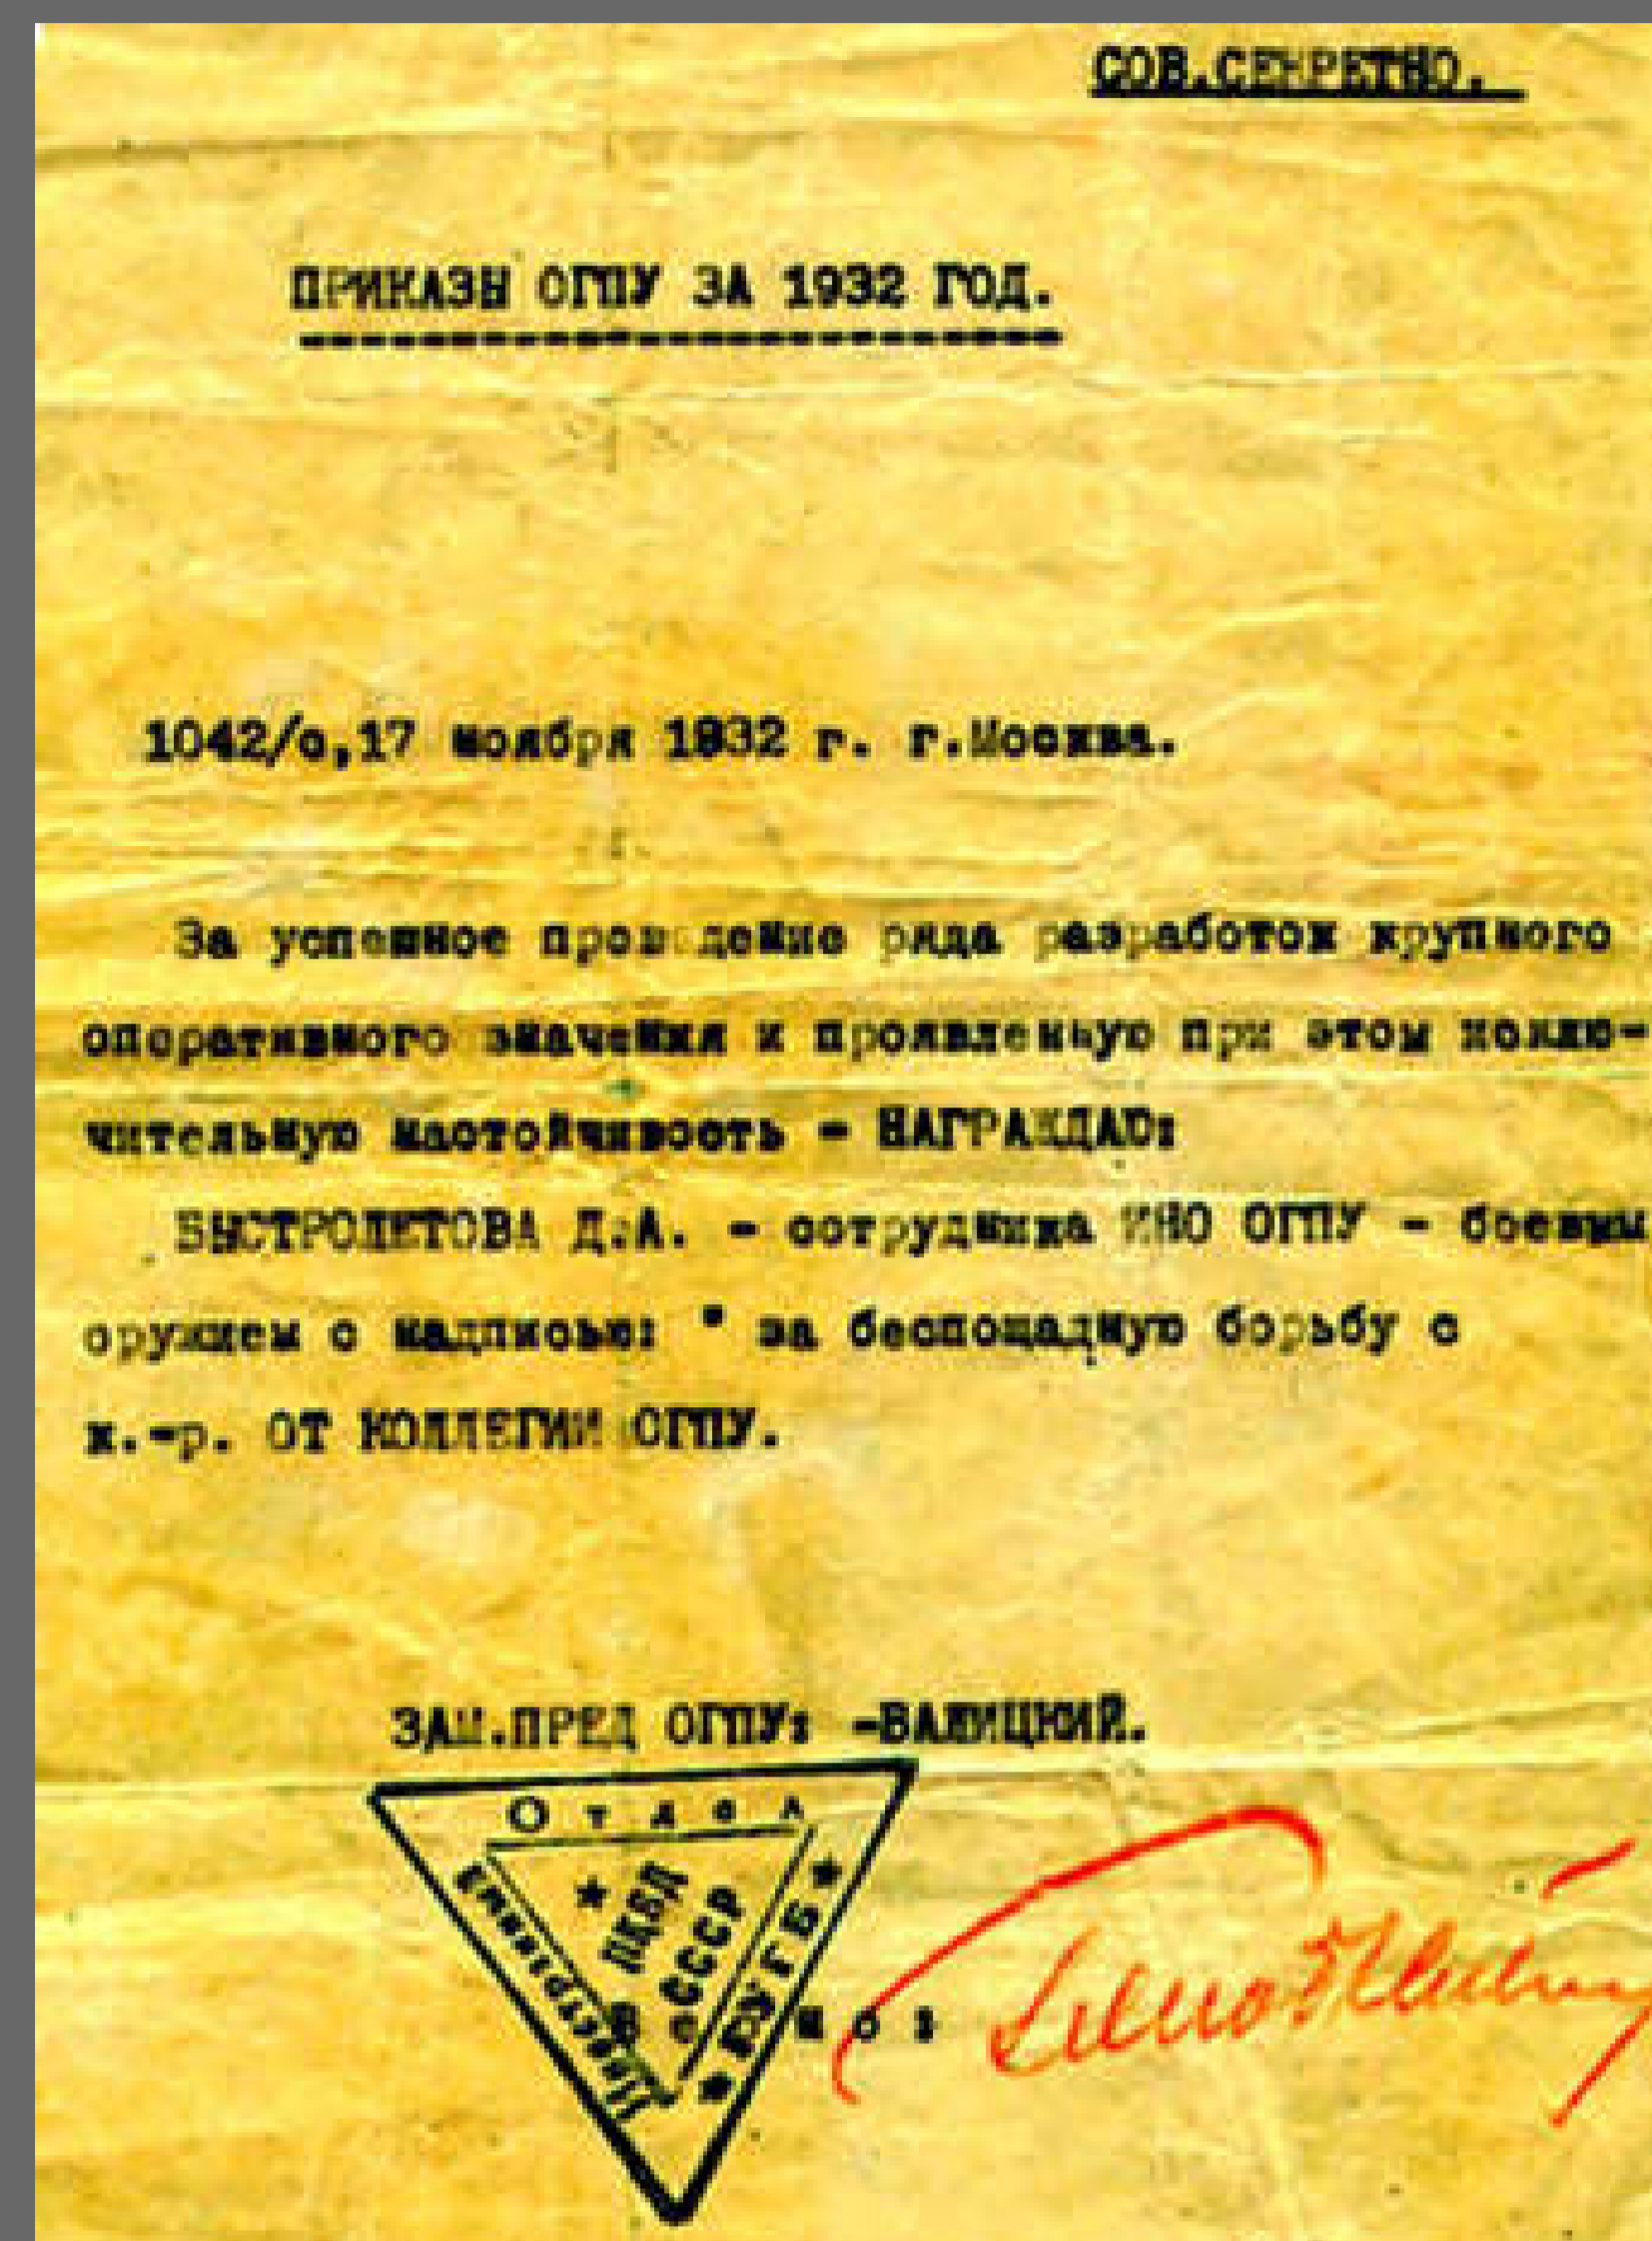 СОВ.СЕКРЕТНО.
ПРИКАЗЫ ОГПУ ЗА 1932 ГОД.
1042/с,17 ноября 1932 г. г.Москва.
За успешное проведение ряда разработок крупного
оперативного значения и проявленную при этом исклю-
чительную настойчивость - НАГРАЖДАЮ:
БЫСТРОЛЕТОВА Д.А. - сотрудника ИНО ОГПУ - боевым
оружием с надписью: " за беспощадную борьбу с
к.-р. ОТ КОЛЛЕГИИ ОГПУ.
ЗАМ.ПРЕД ОГПУ: -БАЛИЦКИЙ.
Отдел
НКВД
СССР
ГУГБ